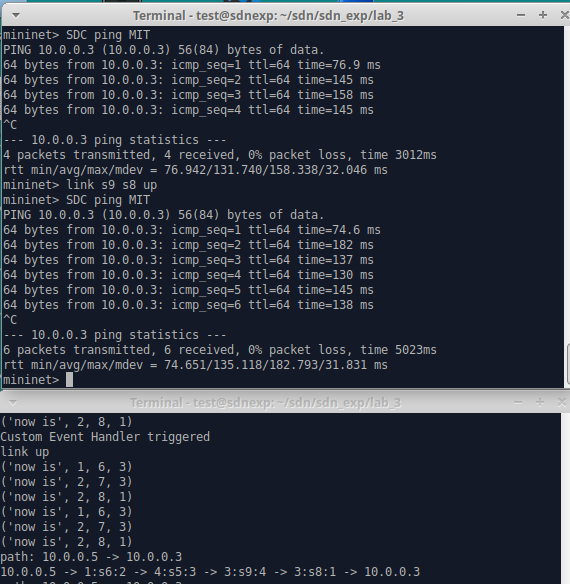 Terminal - test@sdnexp: ~/sdn/sdn_exp/lab_3
mininet> SDC ping MIT
PING 10.0.0.3 (10.0.0.3) 56(84) bytes of data.
64 bytes from 10.0.0.3: icmp_seq=1 ttl=64 time=76.9 ms
64 bytes from 10.0.0.3: icmp_seq=2 ttl=64 time=145 ms
64 bytes from 10.0.0.3: icmp_seq=3 ttl=64 time=158 ms
64 bytes from 10.0.0.3: icmp_seq=4 ttl=64 time=145 ms
^C
--- 10.0.0.3 ping statistics ---
4 packets transmitted, 4 received, 0% packet loss, time 3012ms
rtt min/avg/max/mdev = 76.942/131.740/158.338/32.046 ms
mininet> link s9 s8 up
mininet> SDC ping MIT
PING 10.0.0.3 (10.0.0.3) 56(84) bytes of data.
64 bytes from 10.0.0.3: icmp_seq=1 ttl=64 time=74.6 ms
64 bytes from 10.0.0.3: icmp_seq=2 ttl=64 time=182 ms
64 bytes from 10.0.0.3: icmp_seq=3 ttl=64 time=137 ms
64 bytes from 10.0.0.3: icmp_seq=4 ttl=64 time=130 ms
64 bytes from 10.0.0.3: icmp_seq=5 ttl=64 time=145 ms
64 bytes from 10.0.0.3: icmp_seq=6 ttl=64 time=138 ms
^C
--- 10.0.0.3 ping statistics ---
6 packets transmitted, 6 received, 0% packet loss, time 5023ms
rtt min/avg/max/mdev = 74.651/135.118/182.793/31.831 ms
mininet>
Terminal - test@sdnexp: ~/sdn/sdn_exp/lab_3
('now is', 2, 8, 1)
Custom Event Handler triggered
link up
('now is', 1, 6, 3)
('now is', 2, 7, 3)
('now is', 2, 8, 1)
('now is', 1, 6, 3)
('now is', 2, 7, 3)
('now is', 2, 8, 1)
path: 10.0.0.5 -> 10.0.0.3
10.0.0.5 -> 1:s6:2 -> 4:s5:3 -> 3:s9:4 -> 3:s8:1 -> 10.0.0.3